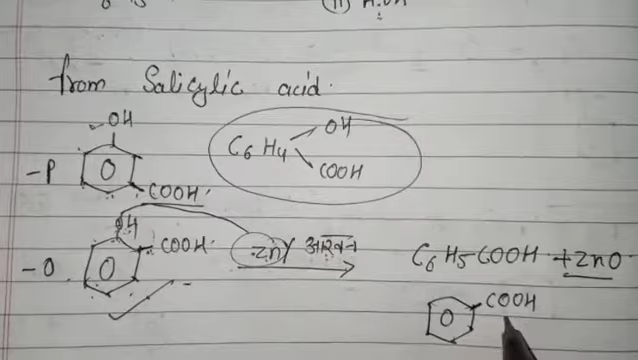 from Salicylic acid.
OH
C6H4 OH
COOH
-P COOH
OH
-O COOH Zn/ आसवन C6H5COOH + ZnO
COOH